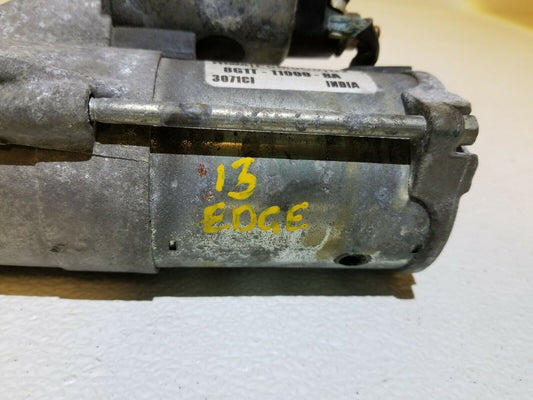 8G1T - 11000 - BA
3071CI INDIA
13
EDGE